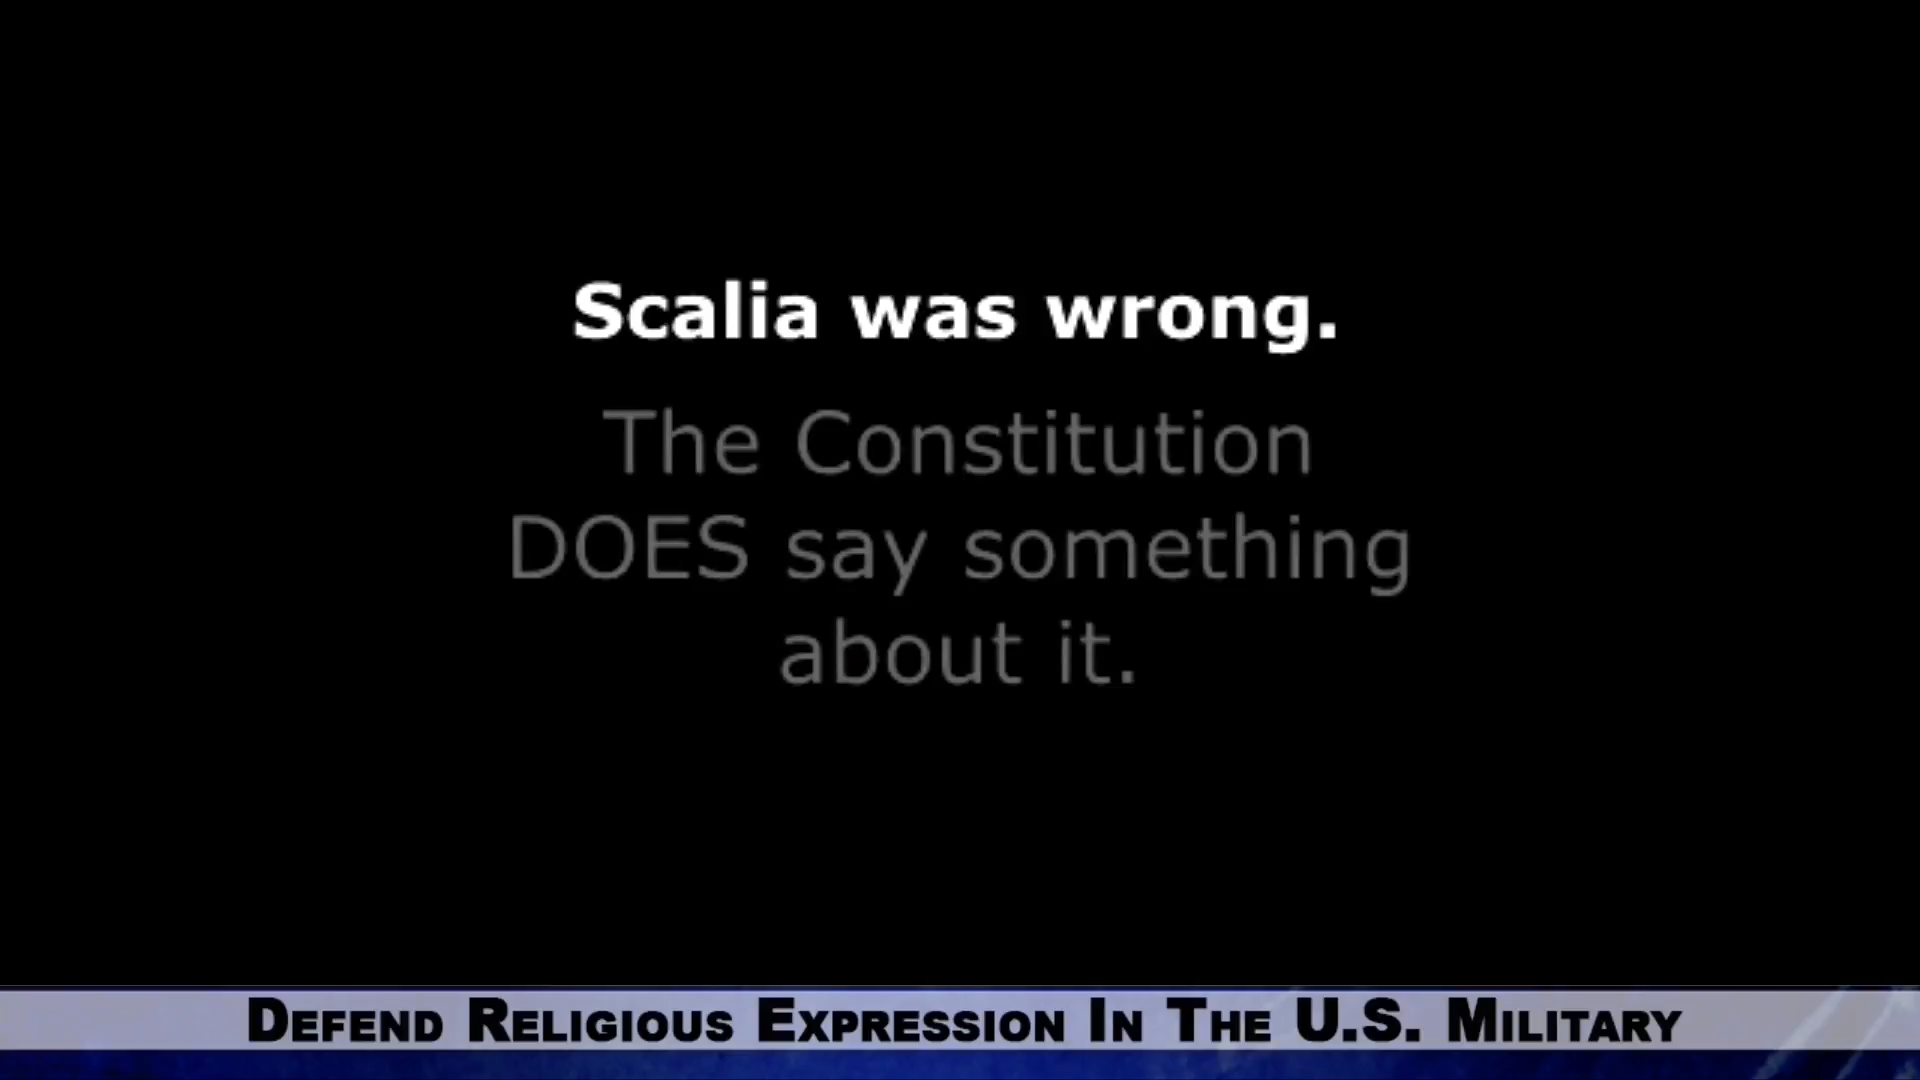 Scalia was wrong.
The Constitution
DOES say something
about it.
DEFEND RELIGIOUS EXPRESSION IN THE U.S. MILITARY